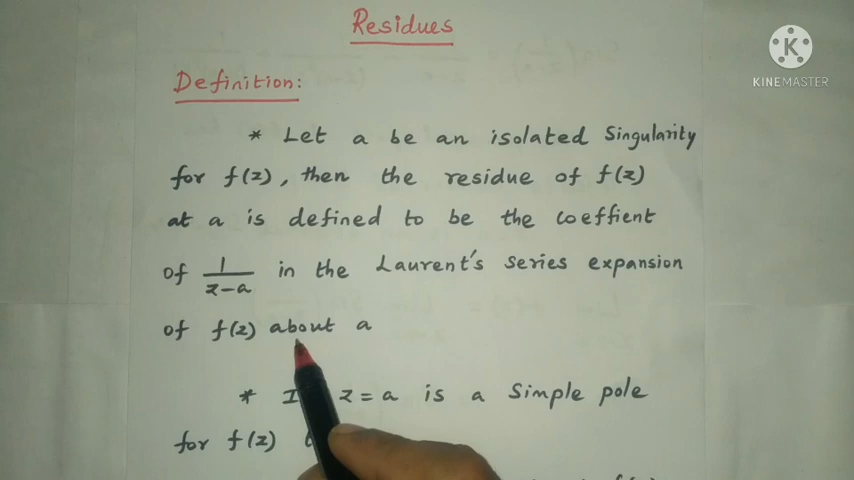 Residues
K
KINEMASTER
Definition:
* Let a be an isolated Singularity
for f(z), then the residue of f(z)
at a is defined to be the coeffient
of 1/(z-a) in the Laurent's series expansion
of f(z) about a
* z = a is a Simple pole
for f(z)